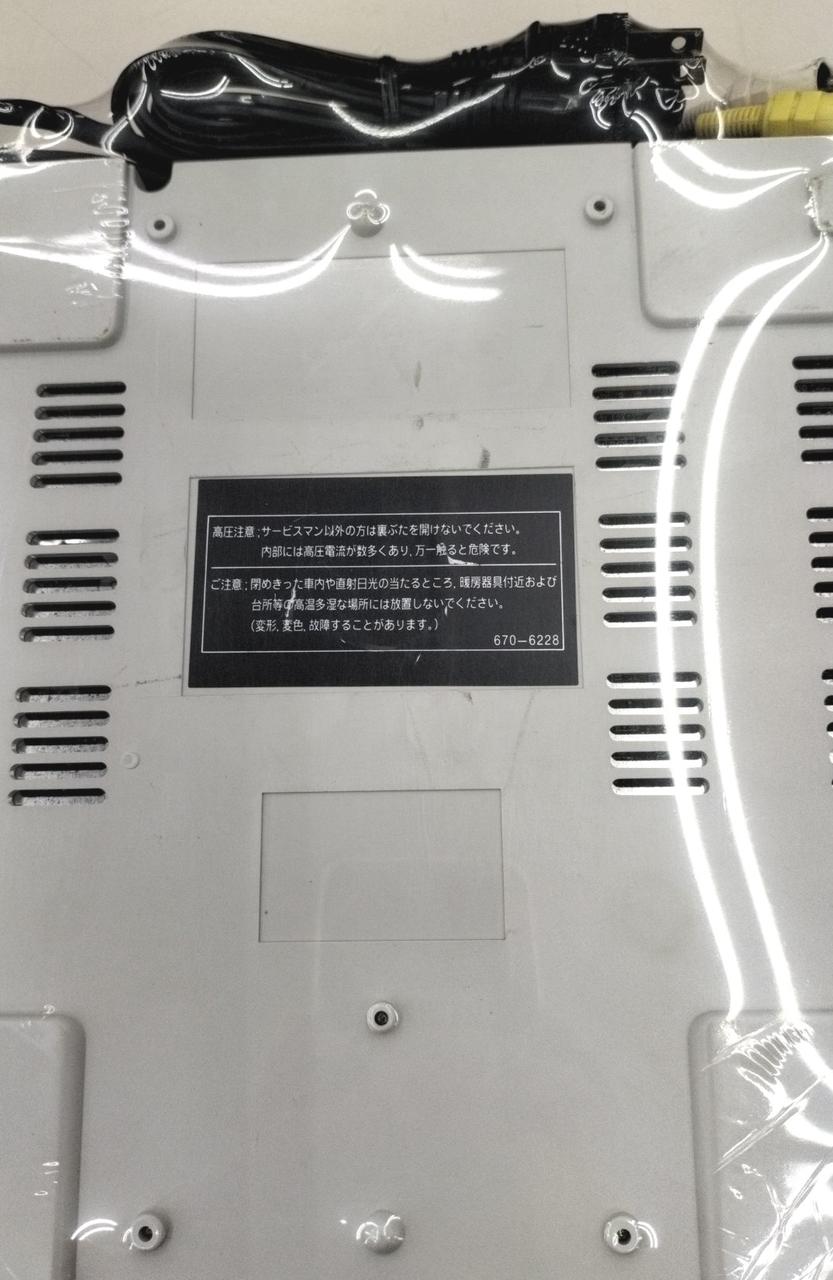 高圧注意;サービスマン以外の方は裏ぶたを開けないでください。
内部には高圧電流が数多くあり,万一触ると危険です。
ご注意;閉めきった車内や直射日光の当たるところ,暖房器具付近および
台所等の高温多湿な場所には放置しないでください。
(変形,変色,故障することがあります。)
670-6228